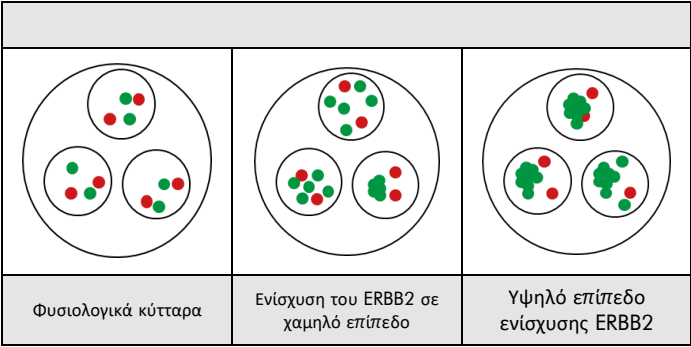 Φυσιολογικά κύτταρα
Ενίσχυση του ERBB2 σε
χαμηλό επίπεδο
Υψηλό επίπεδο
ενίσχυσης ERBB2